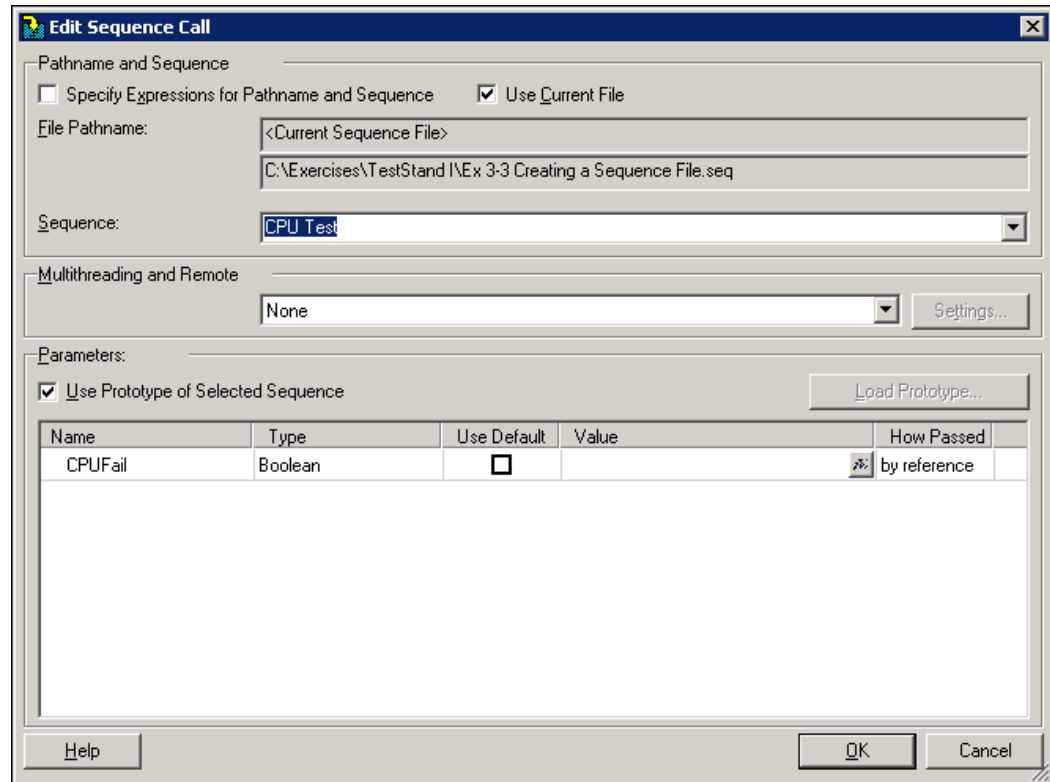 Edit Sequence Call
Pathname and Sequence
Specify Expressions for Pathname and Sequence Use Current File
File Pathname: <Current Sequence File>
C:\Exercises\TestStand I\Ex 3-3 Creating a Sequence File.seq
Sequence: CPU Test
Multithreading and Remote
None Settings...
Parameters:
Use Prototype of Selected Sequence Load Prototype...
Name Type Use Default Value How Passed
CPUFail Boolean by reference
Help OK Cancel